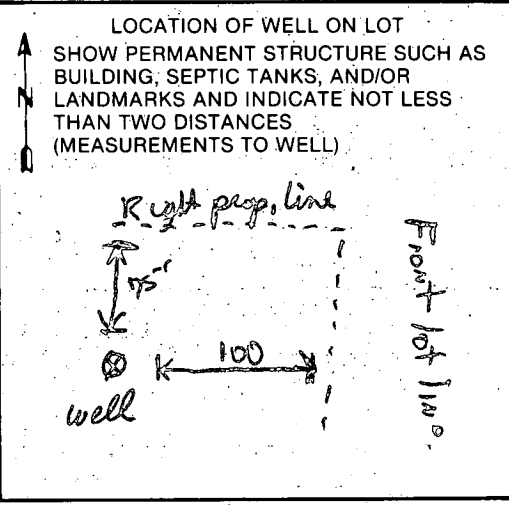 LOCATION OF WELL ON LOT
SHOW PERMANENT STRUCTURE SUCH AS
BUILDING, SEPTIC TANKS, AND/OR
N LANDMARKS AND INDICATE NOT LESS
THAN TWO DISTANCES
(MEASUREMENTS TO WELL)
Right prop. line
75'
100
well
Front lot line.